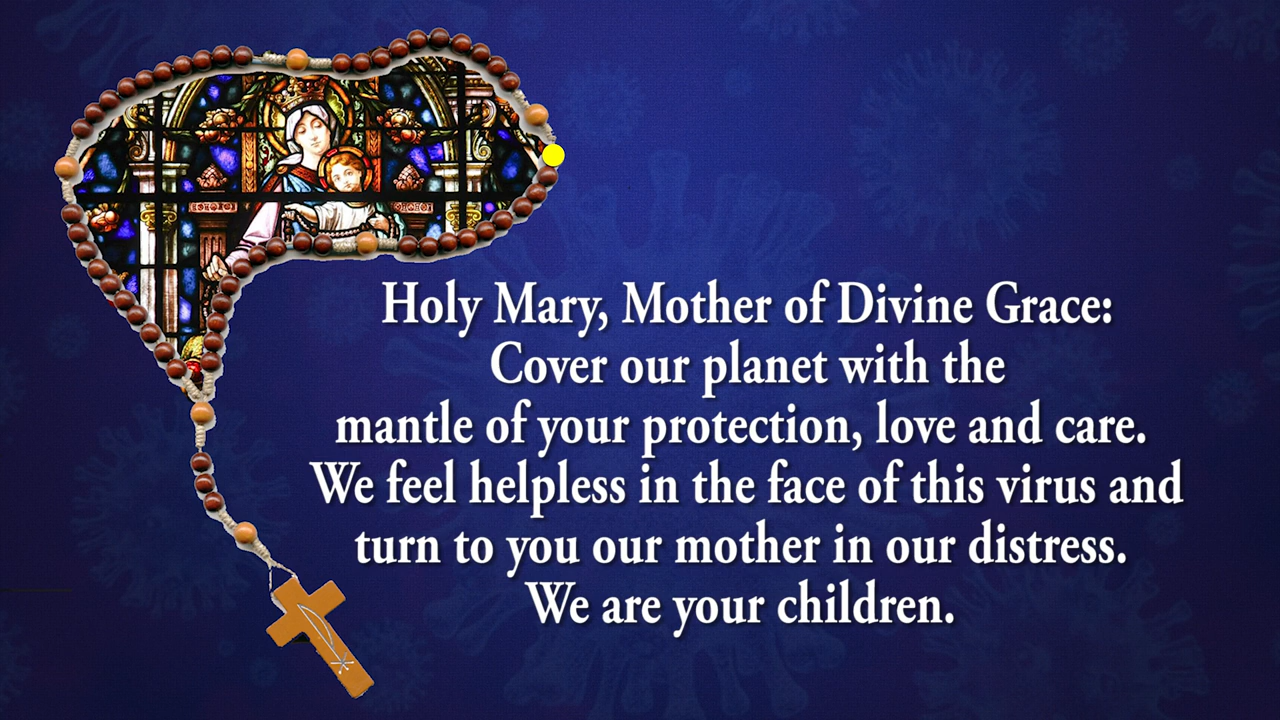 Holy Mary, Mother of Divine Grace:
Cover our planet with the
mantle of your protection, love and care.
We feel helpless in the face of this virus and
turn to you our mother in our distress.
We are your children.